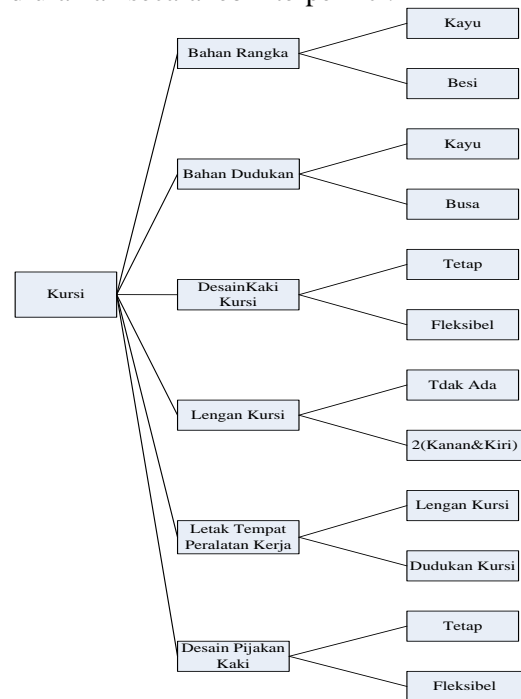 Kayu
Bahan Rangka
Besi
Kayu
Bahan Dudukan
Busa
Tetap
Kursi
DesainKaki
Kursi
Fleksibel
Tdak Ada
Lengan Kursi
2(Kanan&Kiri)
Lengan Kursi
Letak Tempat
Peralatan Kerja
Dudukan Kursi
Tetap
Desain Pijakan
Kaki
Fleksibel